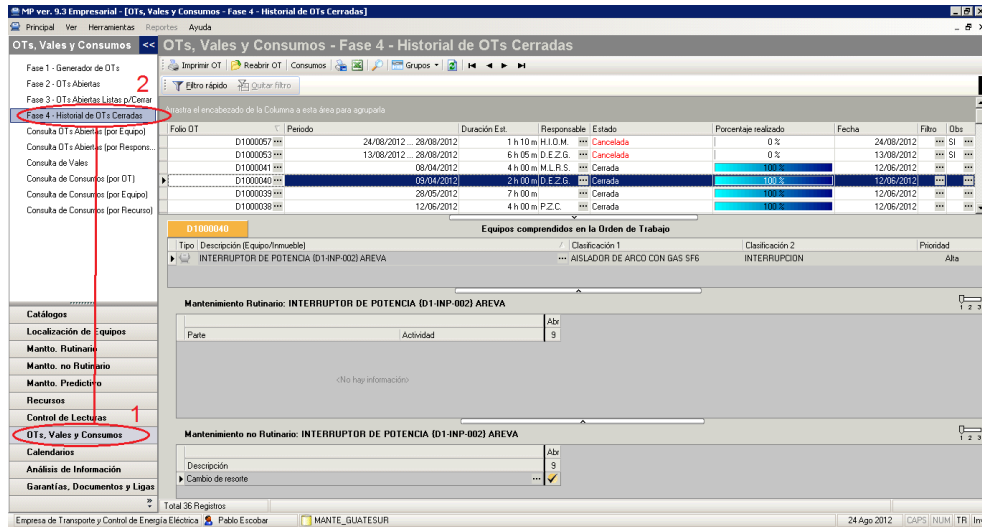 MP ver. 9.3 Empresarial - [OTs, Vales y Consumos - Fase 4 - Historial de OTs Cerradas]
Principal Ver Herramientas Reportes Ayuda
OTs, Vales y Consumos <<
OTs, Vales y Consumos - Fase 4 - Historial de OTs Cerradas
Fase 1 - Generador de OTs
Fase 2 - OTs Abiertas
2
Fase 3 - OTs Abiertas Listas p/Cerrar
Fase 4 - Historial de OTs Cerradas
Consulta OTs Abiertas (por Equipo)
Consulta OTs Abiertas (por Respons...
Consulta de Vales
Consulta de Consumos (por OT)
Consulta de Consumos (por Equipo)
Consulta de Consumos (por Recurso)
Catálogos
Localización de Equipos
Mantto. Rutinario
Mantto. no Rutinario
Mantto. Predictivo
Recursos
Control de Lecturas
1
OTs, Vales y Consumos
Calendarios
Análisis de Información
Garantías, Documentos y Ligas
Imprimir OT Reabrir OT Consumos Grupos
Filtro rápido Quitar filtro
Arrastra el encabezado de la Columna a esta área para agruparla
Folio OT Periodo Duración Est. Responsable Estado Porcentaje realizado Fecha Filtro Obs
D1000057 ... 24/08/2012 ... 28/08/2012 1 h 10 m H.I.O.M. ... Cancelada 0 % 24/08/2012 ... SI ...
D1000053 ... 13/08/2012 ... 28/08/2012 6 h 05 m D.E.Z.G. ... Cancelada 0 % 13/08/2012 ... SI ...
D1000041 ... 08/04/2012 4 h 00 m M.L.R.S. ... Cerrada 100 % 12/06/2012 ... ...
D1000040 ... 09/04/2012 2 h 00 m D.E.Z.G. ... Cerrada 100 % 12/06/2012 ... ...
D1000039 ... 28/05/2012 7 h 00 m ... Cerrada 100 % 12/06/2012 ... ...
D1000038 ... 12/06/2012 4 h 00 m P.Z.C. ... Cerrada 100 % 12/06/2012 ... ...
D1000040 Equipos comprendidos en la Orden de Trabajo
Tipo Descripción (Equipo/Inmueble) Clasificación 1 Clasificación 2 Prioridad
INTERRUPTOR DE POTENCIA {D1-INP-002} AREVA ... AISLADOR DE ARCO CON GAS SF6 INTERRUPCION Alta
Mantenimiento Rutinario: INTERRUPTOR DE POTENCIA {D1-INP-002} AREVA
1 2 3
Abr
Parte Actividad 9
<No hay información>
Mantenimiento no Rutinario: INTERRUPTOR DE POTENCIA {D1-INP-002} AREVA
1 2 3
Abr
Descripción 9
Cambio de resorte ...
Total 36 Registros
Empresa de Transporte y Control de Energía Eléctrica Pablo Escobar MANTE_GUATESUR 24 Ago 2012 CAPS NUM TR In